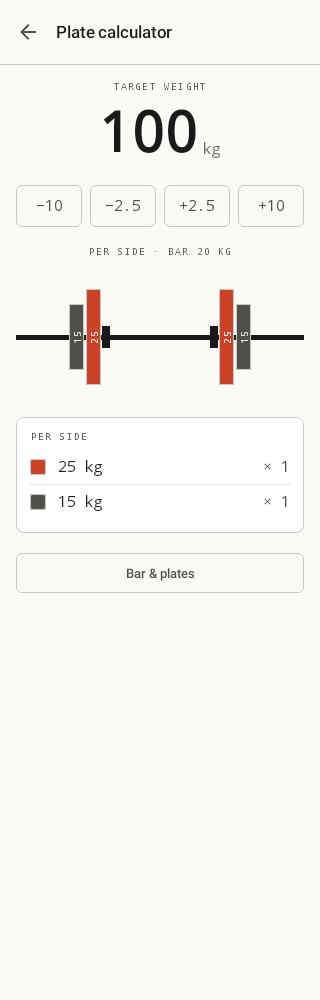 Plate calculator
TARGET WEIGHT
100 kg
−10 −2.5 +2.5 +10
PER SIDE · BAR 20 KG
15 25 25 15
PER SIDE
25 kg × 1
15 kg × 1
Bar & plates